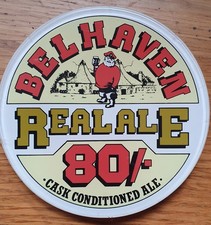 BELHAVEN
REAL ALE
80/-
· CASK CONDITIONED ALE ·